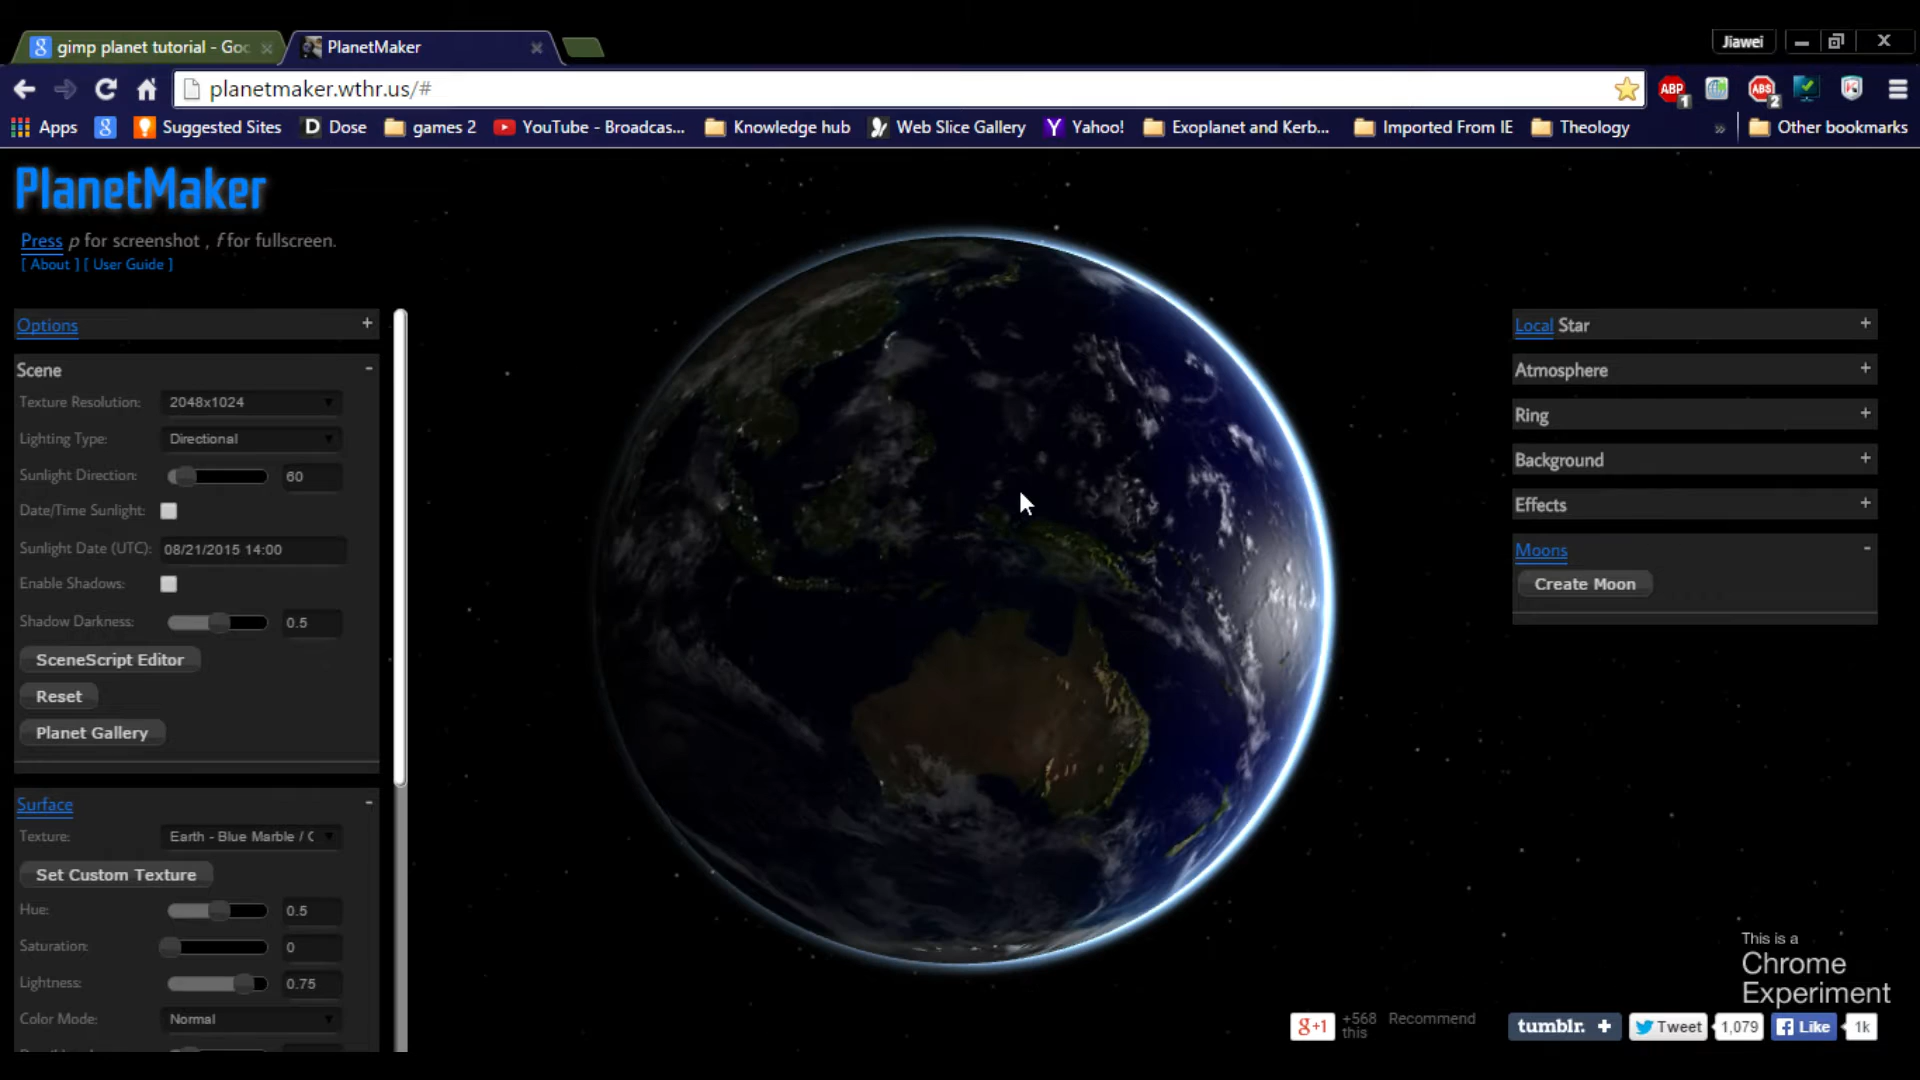 gimp planet tutorial - Goo
PlanetMaker
Jiawei
planetmaker.wthr.us/#
ABP 1
ABS 2
Apps
Suggested Sites
Dose
games 2
YouTube - Broadcas...
Knowledge hub
Web Slice Gallery
Yahoo!
Exoplanet and Kerb...
Imported From IE
Theology
»
Other bookmarks
PlanetMaker
Press p for screenshot , f for fullscreen.
[ About ] [ User Guide ]
Options +
Scene -
Texture Resolution: 2048x1024
Lighting Type: Directional
Sunlight Direction: 60
Date/Time Sunlight:
Sunlight Date (UTC): 08/21/2015 14:00
Enable Shadows:
Shadow Darkness: 0.5
SceneScript Editor
Reset
Planet Gallery
Surface -
Texture: Earth - Blue Marble / C
Set Custom Texture
Hue: 0.5
Saturation: 0
Lightness: 0.75
Color Mode: Normal
Local Star +
Atmosphere +
Ring +
Background +
Effects +
Moons -
Create Moon
This is a
Chrome
Experiment
g+1
+568 Recommend
this
tumblr. +
Tweet
1,079
Like
1k